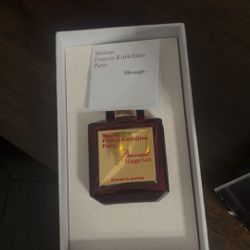 Maison
Francis Kurkdjian
Paris
Message...
Maison
Francis Kurkdjian
Paris
Baccarat
Rouge 540
Extrait de parfum